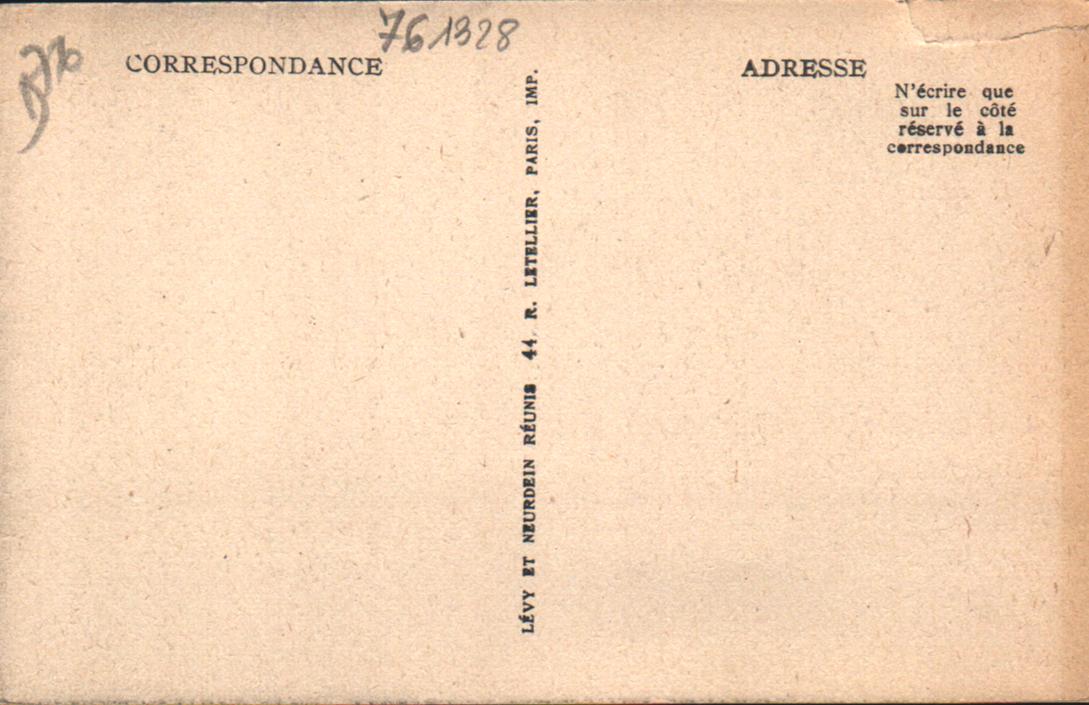 761328
CORRESPONDANCE
ADRESSE
N'écrire que
sur le côté
réservé à la
correspondance
LÉVY ET NEURDEIN RÉUNIS 44, R. LETELLIER, PARIS, IMP.